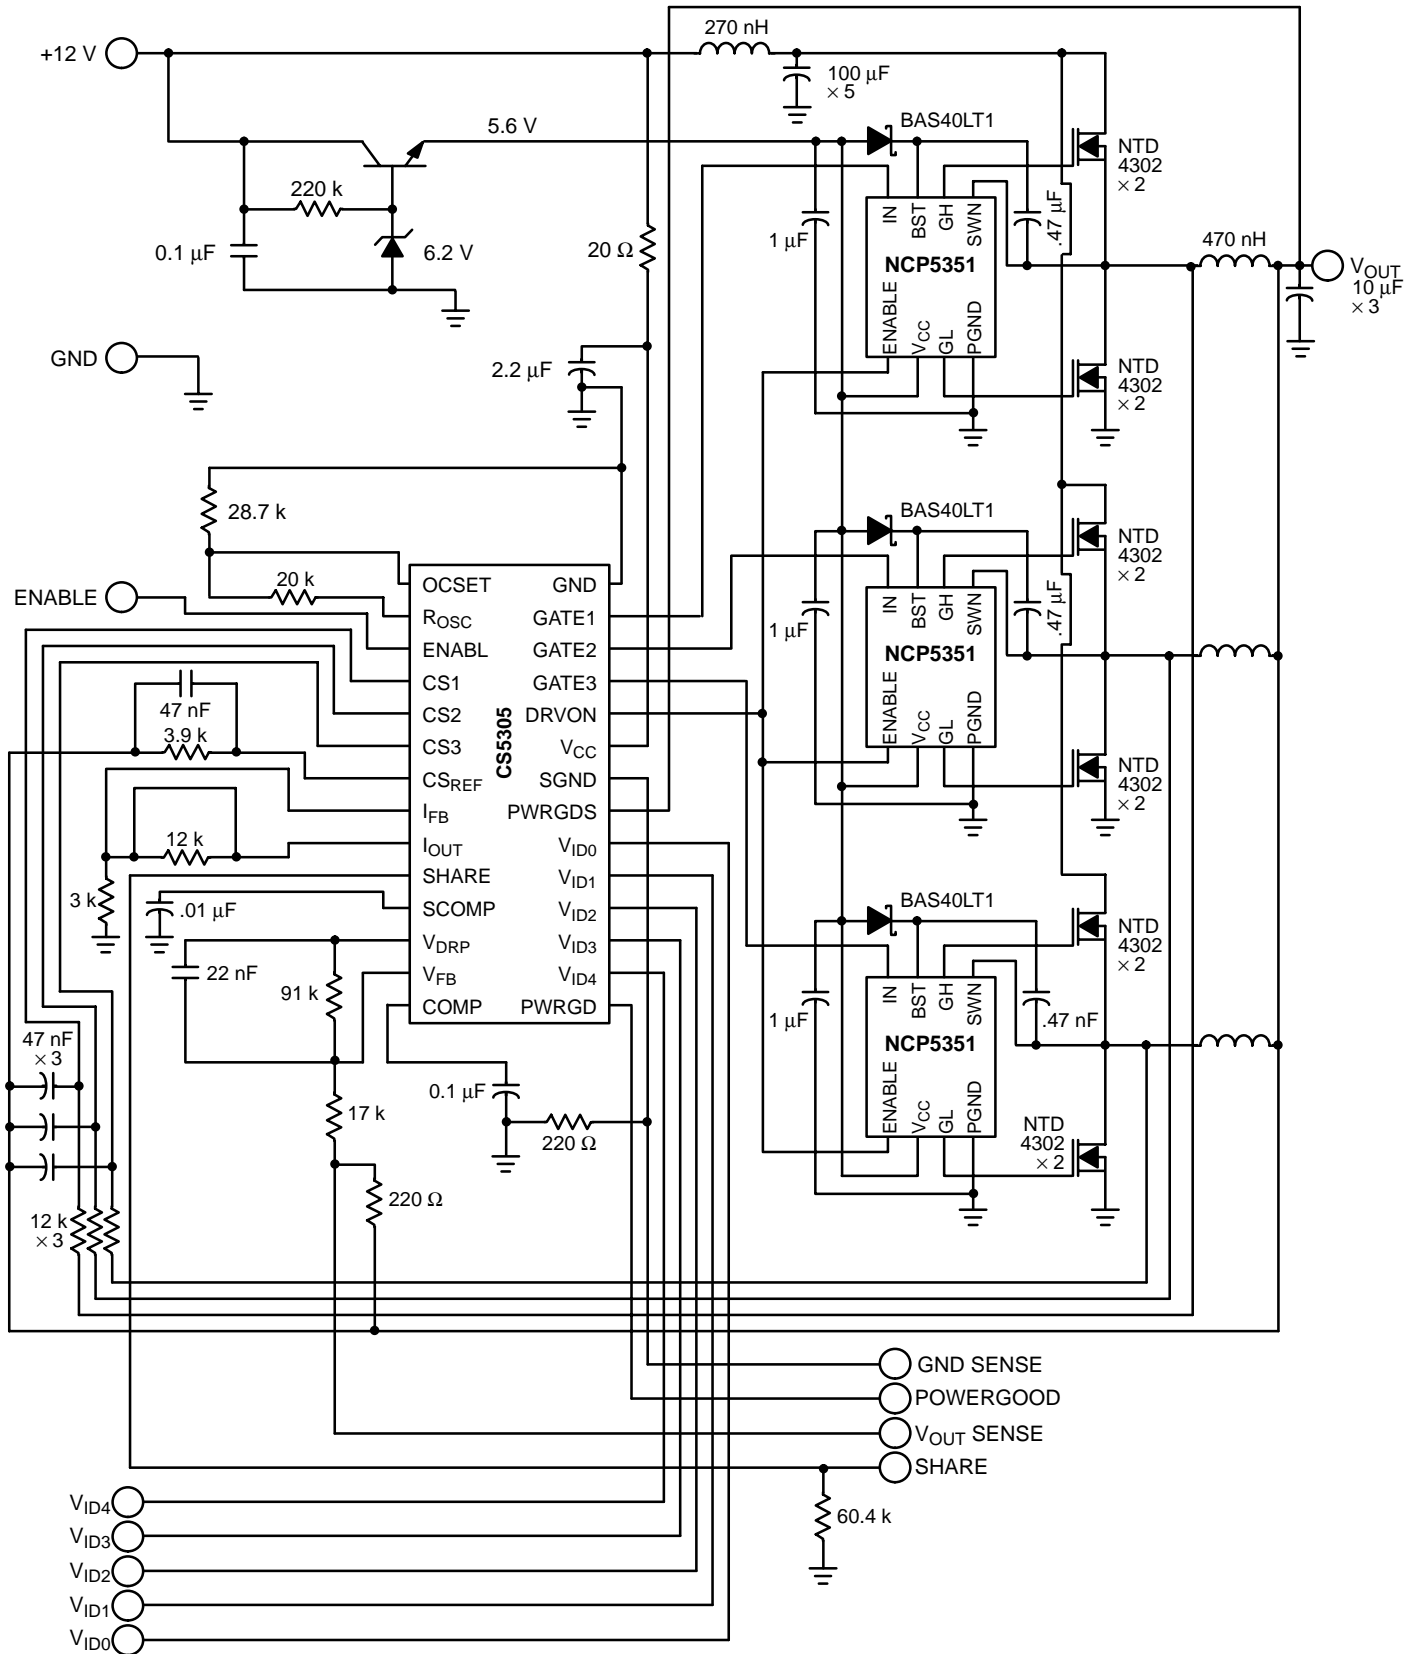 270 nH
+12 V
100 µF
× 5
5.6 V
BAS40LT1
NTD
4302
× 2
220 k
0.1 µF
6.2 V
20 Ω
1 µF
IN
BST
GH
SWN
NCP5351
ENABLE
VCC
GL
PGND
.47 µF
470 nH
VOUT
10 µF
× 3
GND
2.2 µF
NTD
4302
× 2
28.7 k
BAS40LT1
NTD
4302
× 2
ENABLE
20 k
1 µF
IN
BST
GH
SWN
NCP5351
ENABLE
VCC
GL
PGND
.47 µF
NTD
4302
× 2
CS5305
OCSET
ROSC
ENABL
CS1
CS2
CS3
CSREF
IFB
IOUT
SHARE
SCOMP
VDRP
VFB
COMP
GND
GATE1
GATE2
GATE3
DRVON
VCC
SGND
PWRGDS
VID0
VID1
VID2
VID3
VID4
PWRGD
47 nF
3.9 k
12 k
3 k
.01 µF
22 nF
91 k
BAS40LT1
NTD
4302
× 2
1 µF
IN
BST
GH
SWN
NCP5351
ENABLE
VCC
GL
PGND
.47 nF
NTD
4302
× 2
47 nF
× 3
0.1 µF
17 k
220 Ω
220 Ω
12 k
× 3
GND SENSE
POWERGOOD
VOUT SENSE
SHARE
60.4 k
VID4
VID3
VID2
VID1
VID0